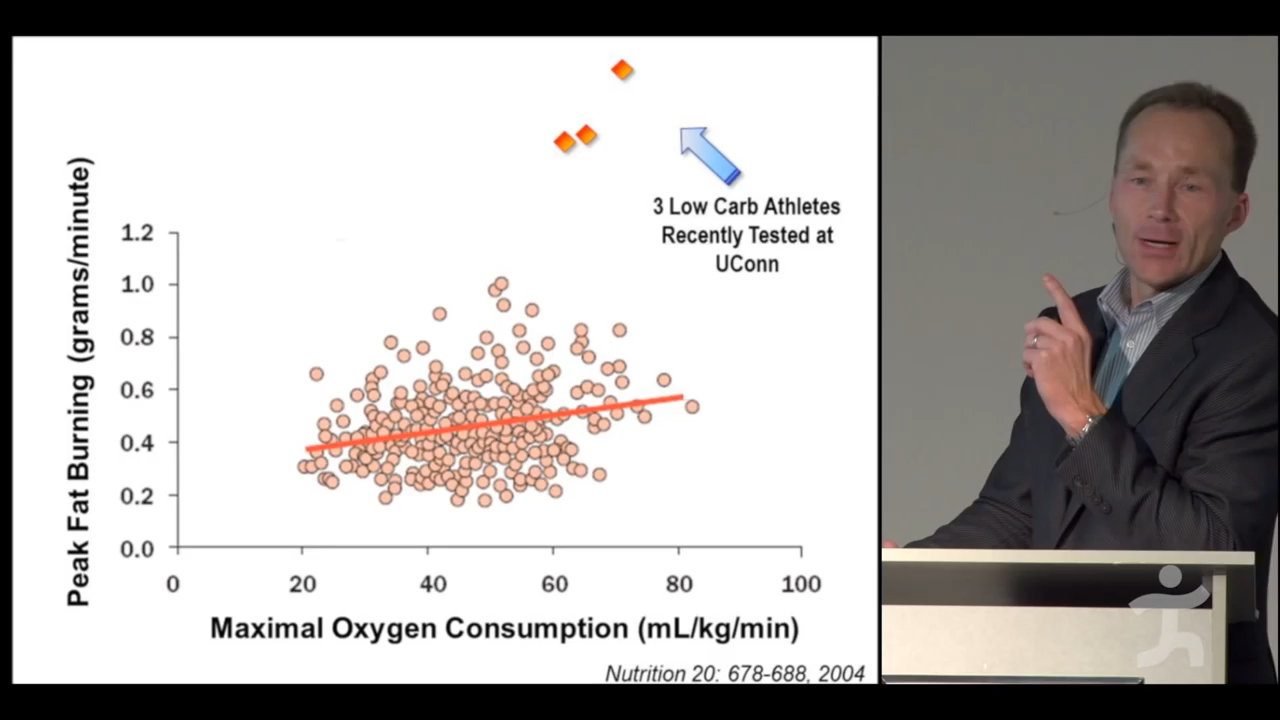 3 Low Carb Athletes
Recently Tested at
UConn
Peak Fat Burning (grams/minute)
1.2
1.0
0.8
0.6
0.4
0.2
0.0
0 20 40 60 80 100
Maximal Oxygen Consumption (mL/kg/min)
Nutrition 20: 678-688, 2004